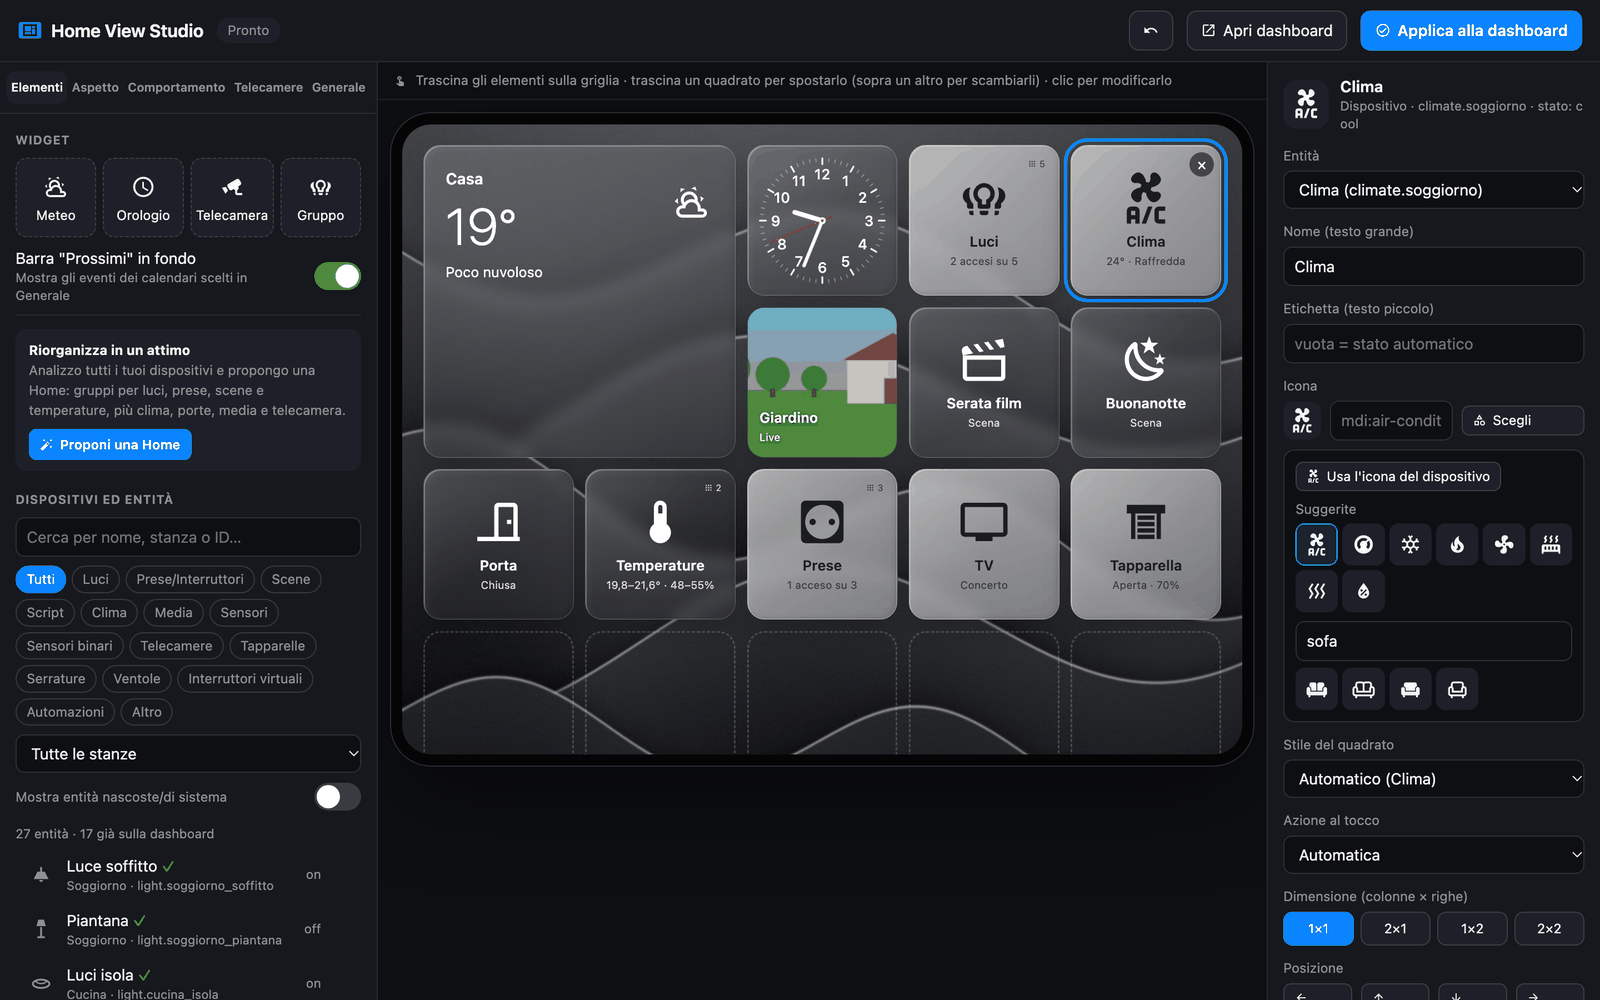 Home View Studio
Pronto
Apri dashboard
Applica alla dashboard
Elementi
Aspetto
Comportamento
Telecamere
Generale
WIDGET
Meteo
Orologio
Telecamera
Gruppo
Barra "Prossimi" in fondo
Mostra gli eventi dei calendari scelti in
Generale
Riorganizza in un attimo
Analizzo tutti i tuoi dispositivi e propongo una
Home: gruppi per luci, prese, scene e
temperature, più clima, porte, media e telecamera.
Proponi una Home
DISPOSITIVI ED ENTITÀ
Cerca per nome, stanza o ID...
Tutti
Luci
Prese/Interruttori
Scene
Script
Clima
Media
Sensori
Sensori binari
Telecamere
Tapparelle
Serrature
Ventole
Interruttori virtuali
Automazioni
Altro
Tutte le stanze
Mostra entità nascoste/di sistema
27 entità · 17 già sulla dashboard
Luce soffitto
on
Soggiorno · light.soggiorno_soffitto
Piantana
off
Soggiorno · light.soggiorno_piantana
Luci isola
on
Cucina · light.cucina_isola
Trascina gli elementi sulla griglia · trascina un quadrato per spostarlo (sopra un altro per scambiarli) · clic per modificarlo
Casa
19°
Poco nuvoloso
12
1
2
3
4
5
6
7
8
9
10
11
5
Luci
2 accesi su 5
A/C
Clima
24° · Raffredda
Giardino
Live
Serata film
Scena
Buonanotte
Scena
Porta
Chiusa
2
Temperature
19,8–21,6° · 48–55%
3
Prese
1 acceso su 3
TV
Concerto
Tapparella
Aperta · 70%
A/C
Clima
Dispositivo · climate.soggiorno · stato: c
ool
Entità
Clima (climate.soggiorno)
Nome (testo grande)
Clima
Etichetta (testo piccolo)
vuota = stato automatico
Icona
A/C
mdi:air-condit
Scegli
A/C
Usa l'icona del dispositivo
Suggerite
A/C
sofa
Stile del quadrato
Automatico (Clima)
Azione al tocco
Automatica
Dimensione (colonne × righe)
1×1
2×1
1×2
2×2
Posizione